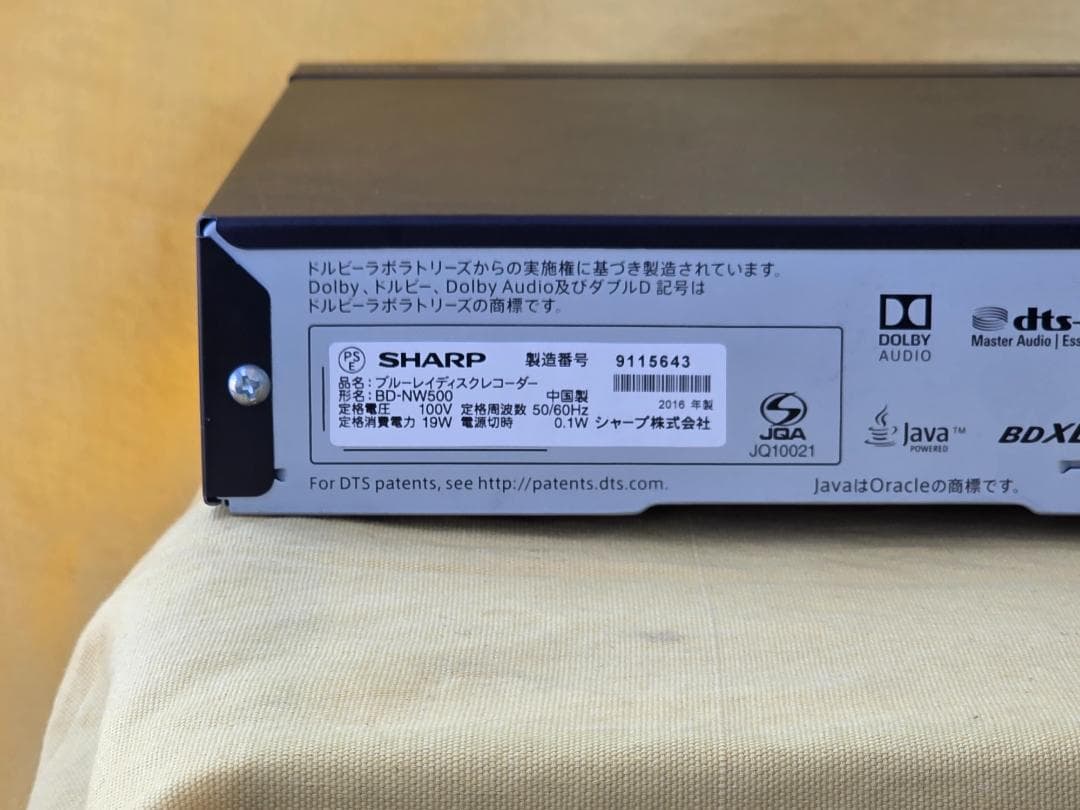 ドルビーラボラトリーズからの実施権に基づき製造されています。
Dolby、ドルビー、Dolby Audio及びダブルD 記号は
ドルビーラボラトリーズの商標です。
PS
E
SHARP 製造番号 9115643
品名:ブルーレイディスクレコーダー
形名:BD-NW500 中国製 2016 年製
定格電圧 100V 定格周波数 50/60Hz
定格消費電力 19W 電源切時 0.1W シャープ株式会社
JQA
JQ10021
DOLBY
AUDIO
dts-
Master Audio | Ess
Java™
POWERED
BDXL
For DTS patents, see http://patents.dts.com.
JavaはOracleの商標です。